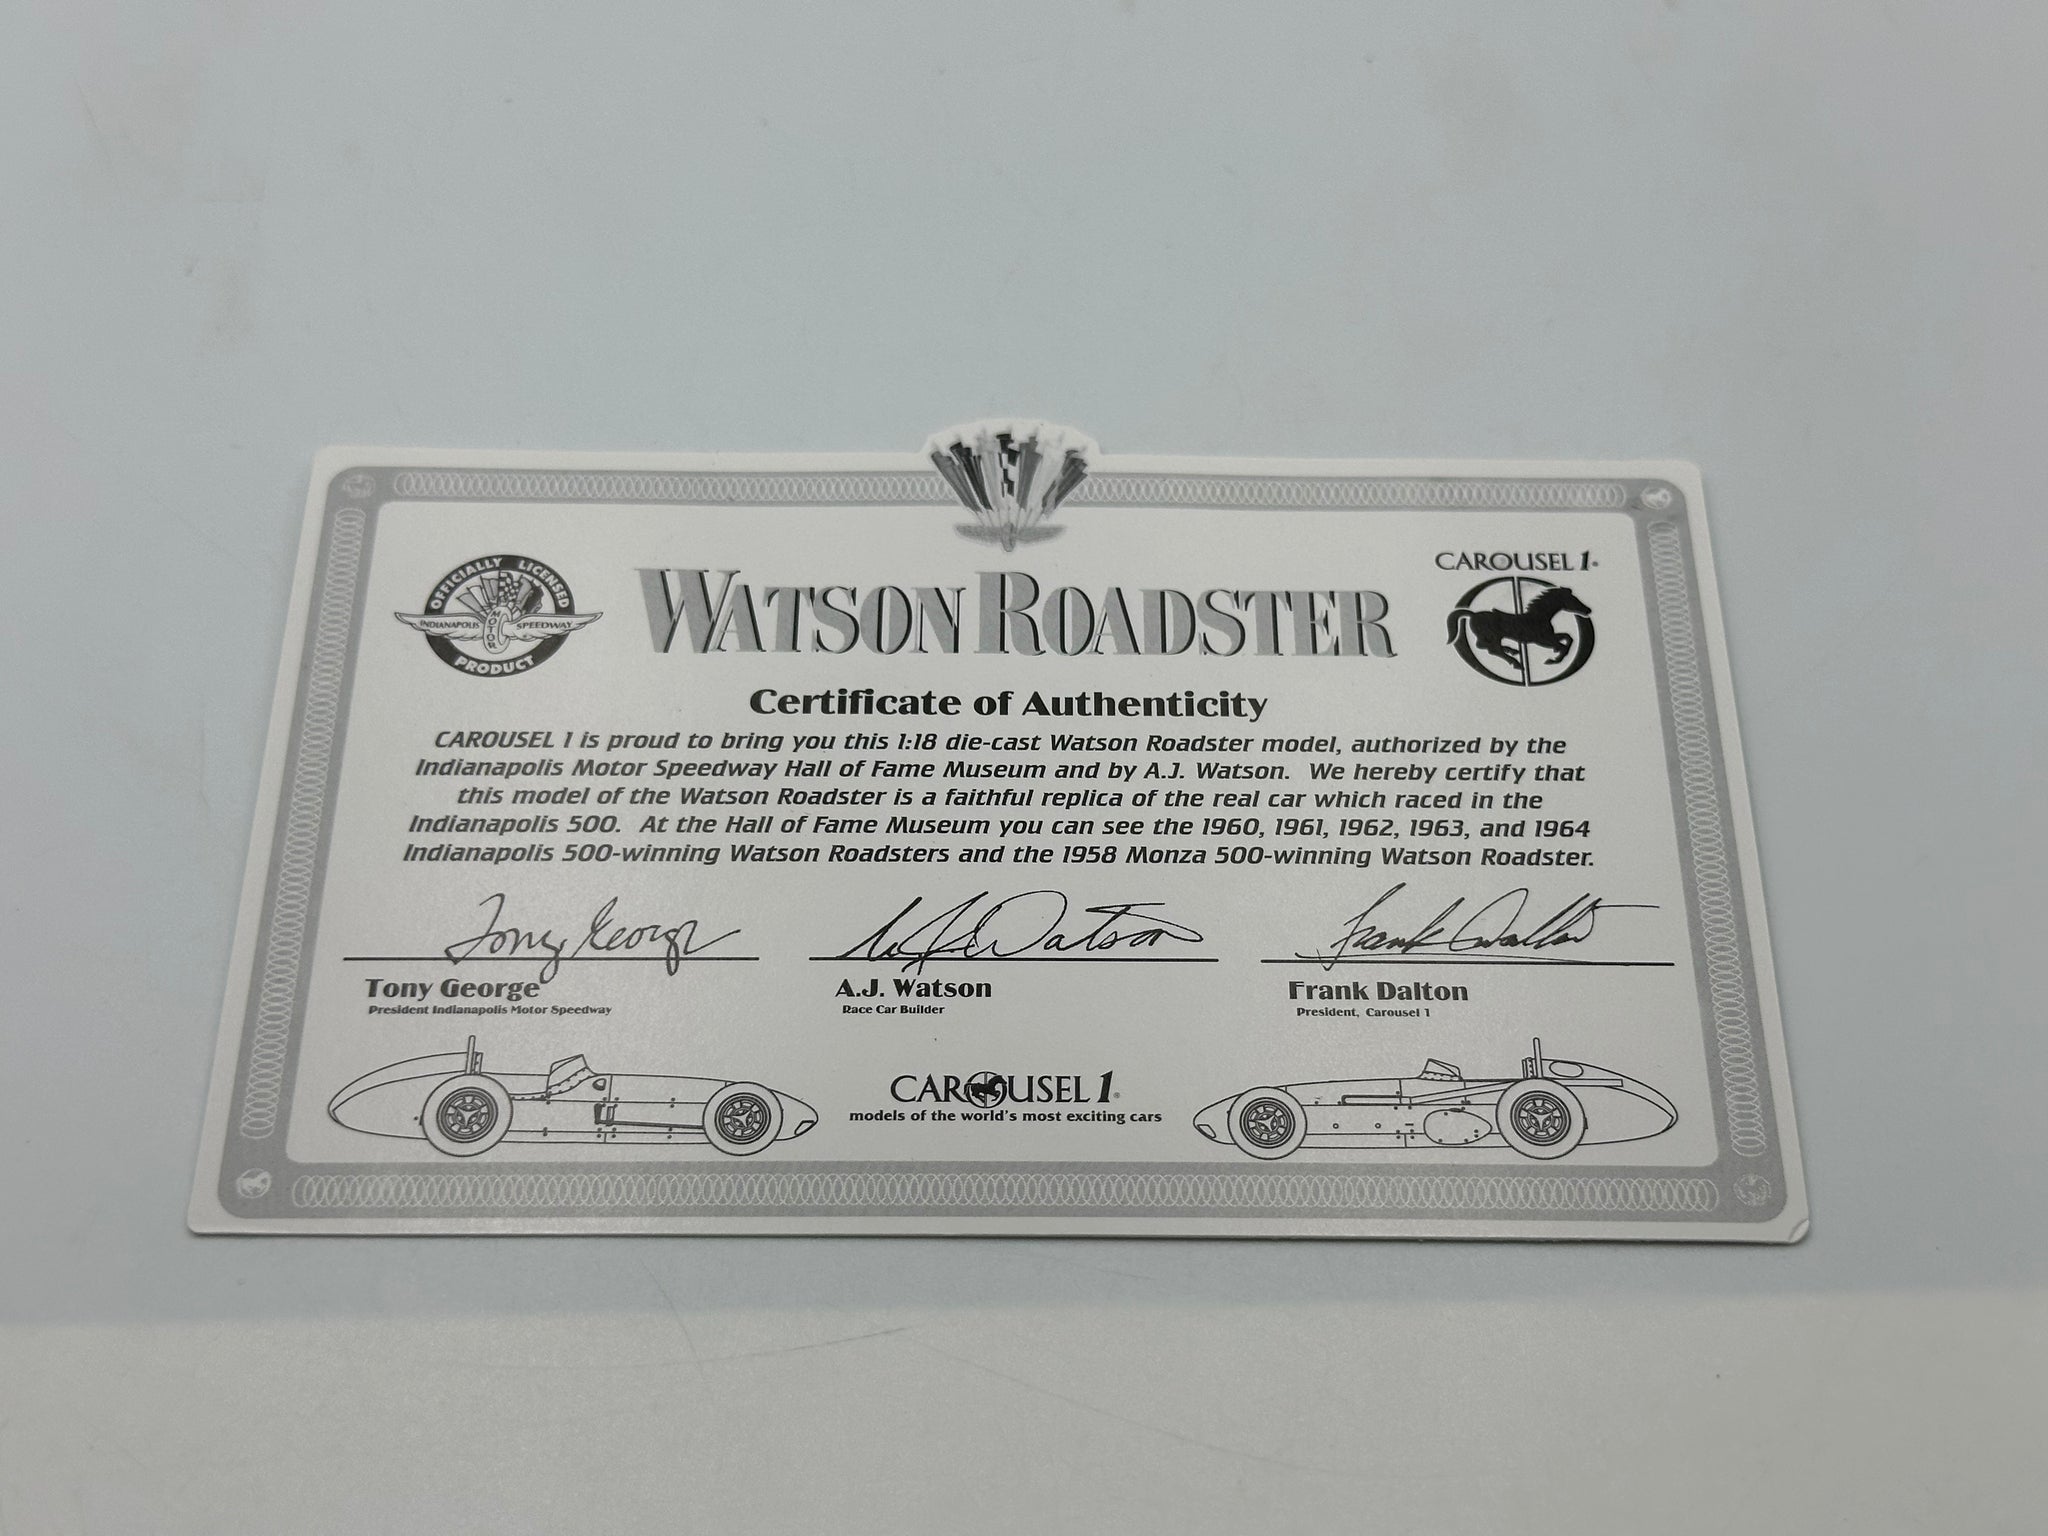 CAROUSEL 1
OFFICIALLY LICENSED
INDIANAPOLIS MOTOR SPEEDWAY
PRODUCT
WATSON ROADSTER
Certificate of Authenticity
CAROUSEL 1 is proud to bring you this 1:18 die-cast Watson Roadster model, authorized by the
Indianapolis Motor Speedway Hall of Fame Museum and by A.J. Watson. We hereby certify that
this model of the Watson Roadster is a faithful replica of the real car which raced in the
Indianapolis 500. At the Hall of Fame Museum you can see the 1960, 1961, 1962, 1963, and 1964
Indianapolis 500-winning Watson Roadsters and the 1958 Monza 500-winning Watson Roadster.
Tony George A J Watson Frank Dalton
Tony George A.J. Watson Frank Dalton
President Indianapolis Motor Speedway Race Car Builder President, Carousel 1
CAROUSEL 1
models of the world's most exciting cars